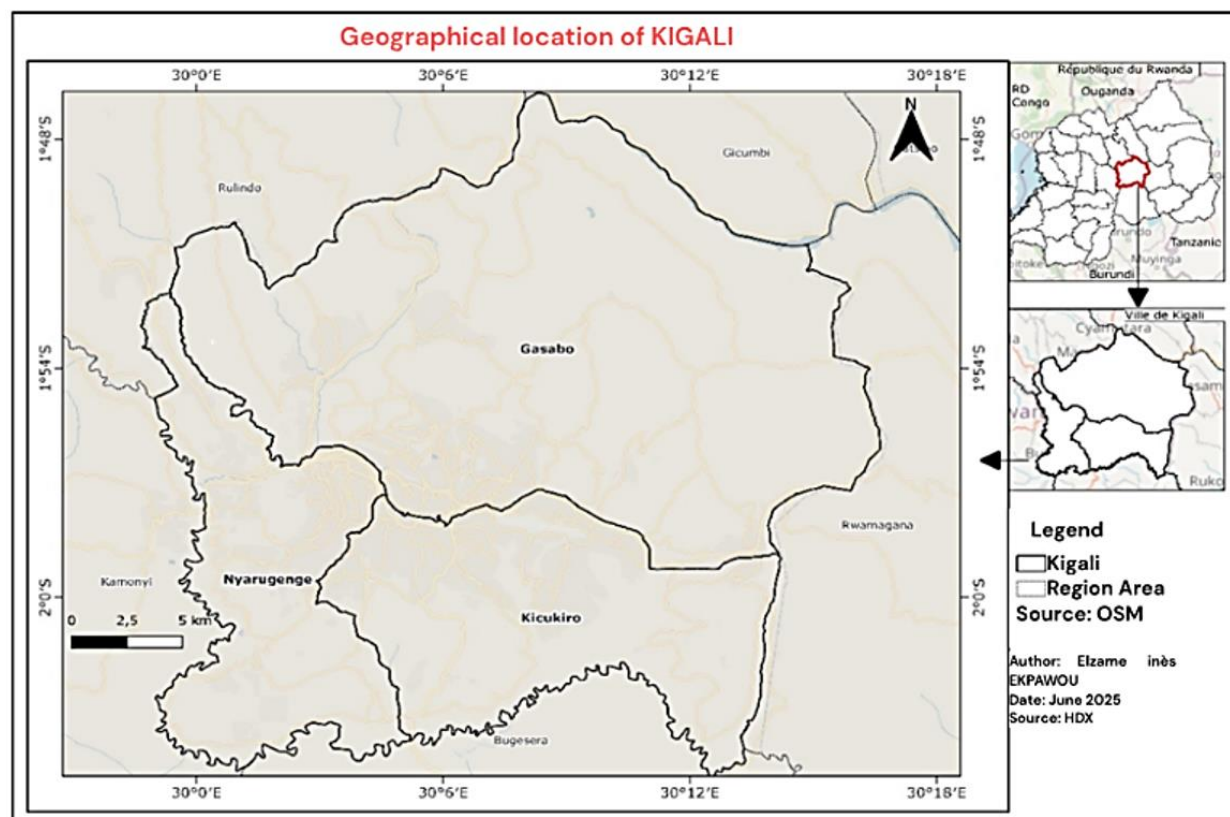 Geographical location of KIGALI
30°0′E 30°6′E 30°12′E 30°18′E
1°48′S
1°54′S
2°0′S
N
Gicumbi
Rulindo
Gasabo
Rwamagana
Kamonyi
Nyarugenge
Kicukiro
0 2,5 5 km
Bugesera
1°48′S
1°54′S
2°0′S
30°0′E 30°6′E 30°12′E 30°18′E
République du Rwanda
RD
Congo
Ouganda
Gom
Tanzanie
Muyinga
Burundi
Ville de Kigali
Ma
Ruko
Legend
Kigali
Region Area
Source: OSM
Author: Elzame inès
EKPAWOU
Date: June 2025
Source: HDX